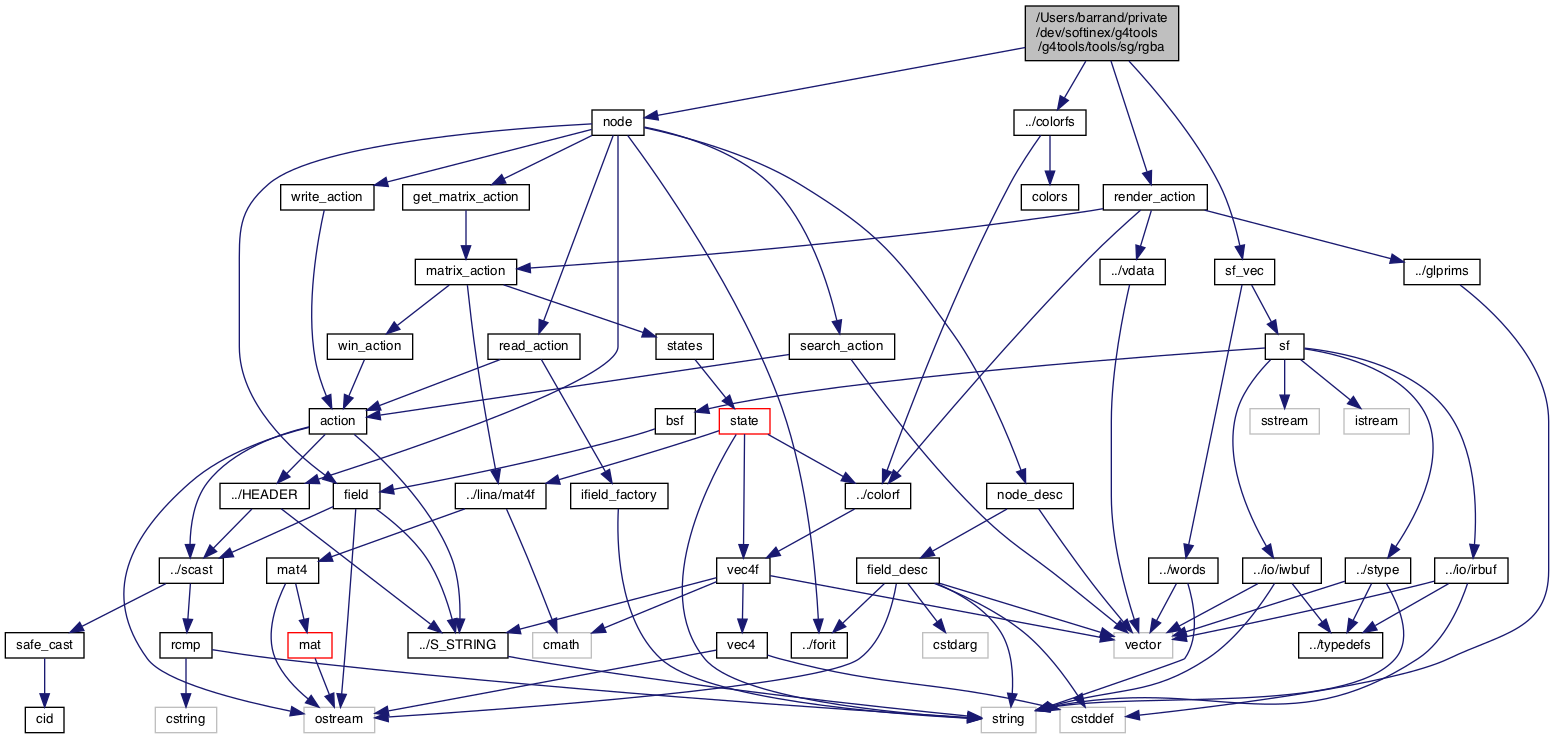 /Users/barrand/private
/dev/softinex/g4tools
/g4tools/tools/sg/rgba
node
../colorfs
write_action
get_matrix_action
colors
render_action
matrix_action
../vdata
sf_vec
../glprims
win_action
read_action
states
search_action
sf
action
bsf
state
sstream
istream
../HEADER
field
../lina/mat4f
ifield_factory
../colorf
node_desc
../scast
mat4
vec4f
field_desc
../words
../io/iwbuf
../stype
../io/irbuf
safe_cast
rcmp
mat
../S_STRING
cmath
vec4
../forit
cstdarg
vector
../typedefs
cid
cstring
ostream
string
cstddef